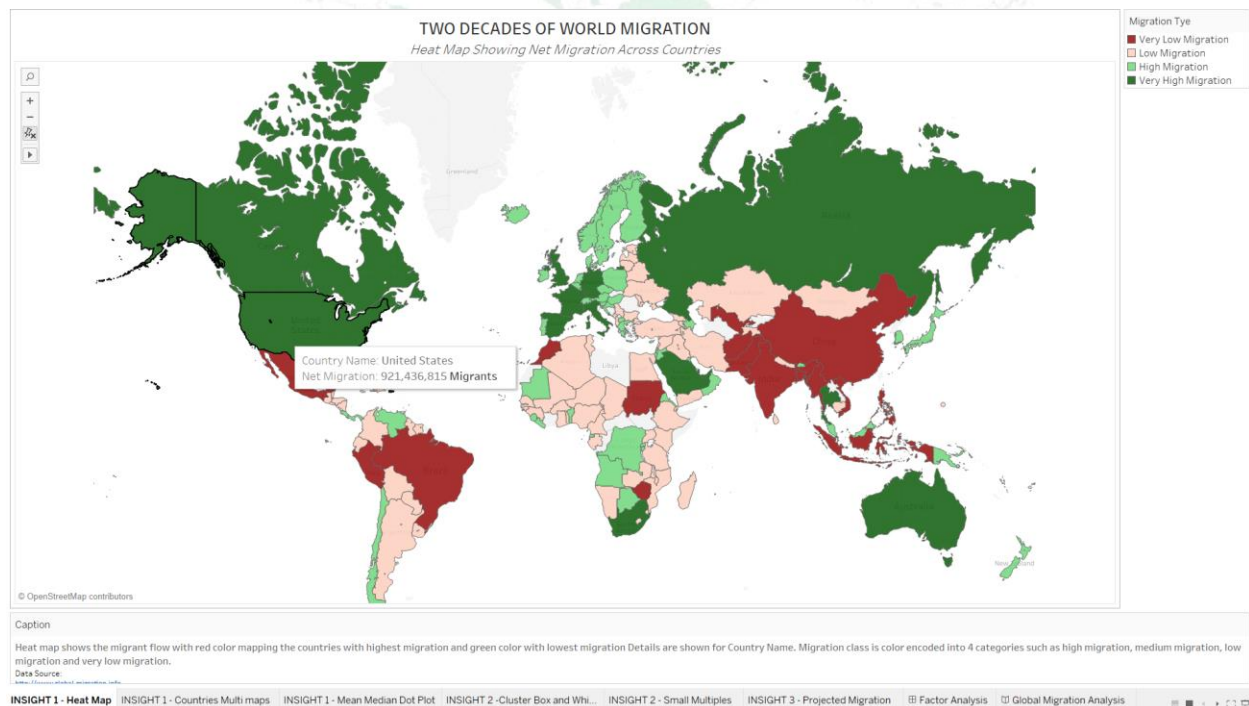 TWO DECADES OF WORLD MIGRATION
Heat Map Showing Net Migration Across Countries
Migration Tye
Very Low Migration
Low Migration
High Migration
Very High Migration
Greenland
Libya
Country Name: United States
Net Migration: 921,436,815 Migrants
© OpenStreetMap contributors
Caption
Heat map shows the migrant flow with red color mapping the countries with highest migration and green color with lowest migration Details are shown for Country Name. Migration class is color encoded into 4 categories such as high migration, medium migration, low
migration and very low migration.
Data Source:
INSIGHT 1 - Heat Map INSIGHT 1 - Countries Multi maps INSIGHT 1 - Mean Median Dot Plot INSIGHT 2 -Cluster Box and Whi... INSIGHT 2 - Small Multiples INSIGHT 3 - Projected Migration Factor Analysis Global Migration Analysis